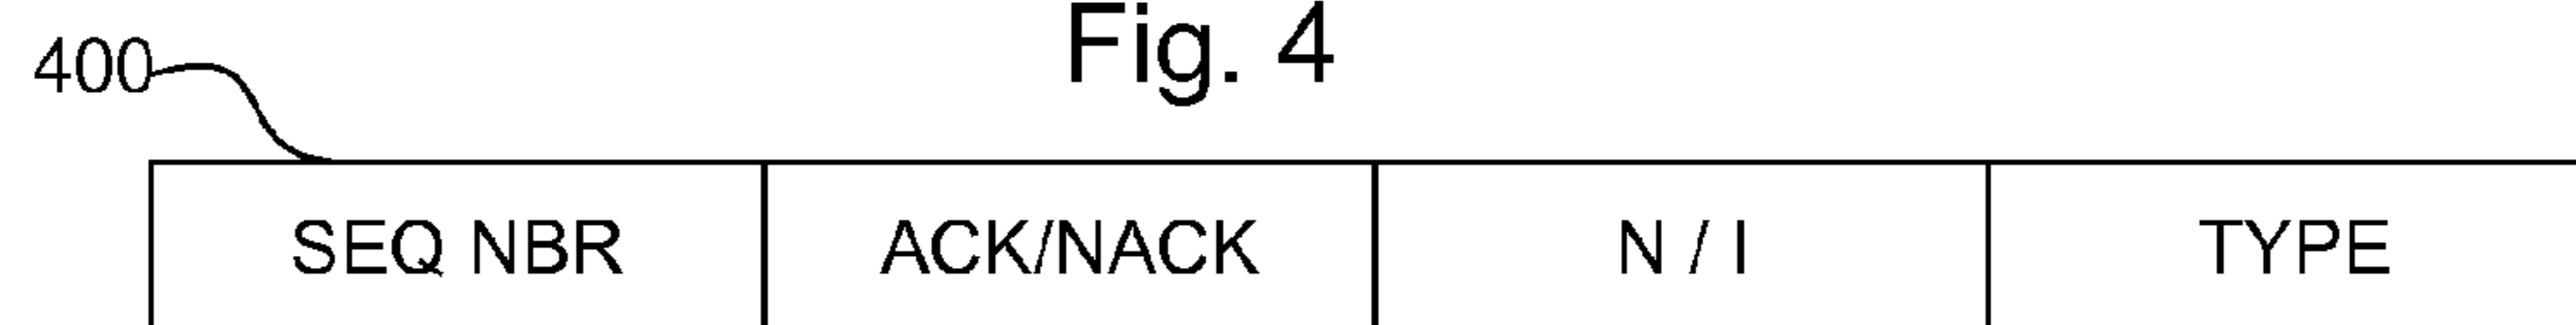 Fig. 4
400
SEQ NBR ACK/NACK N / I TYPE